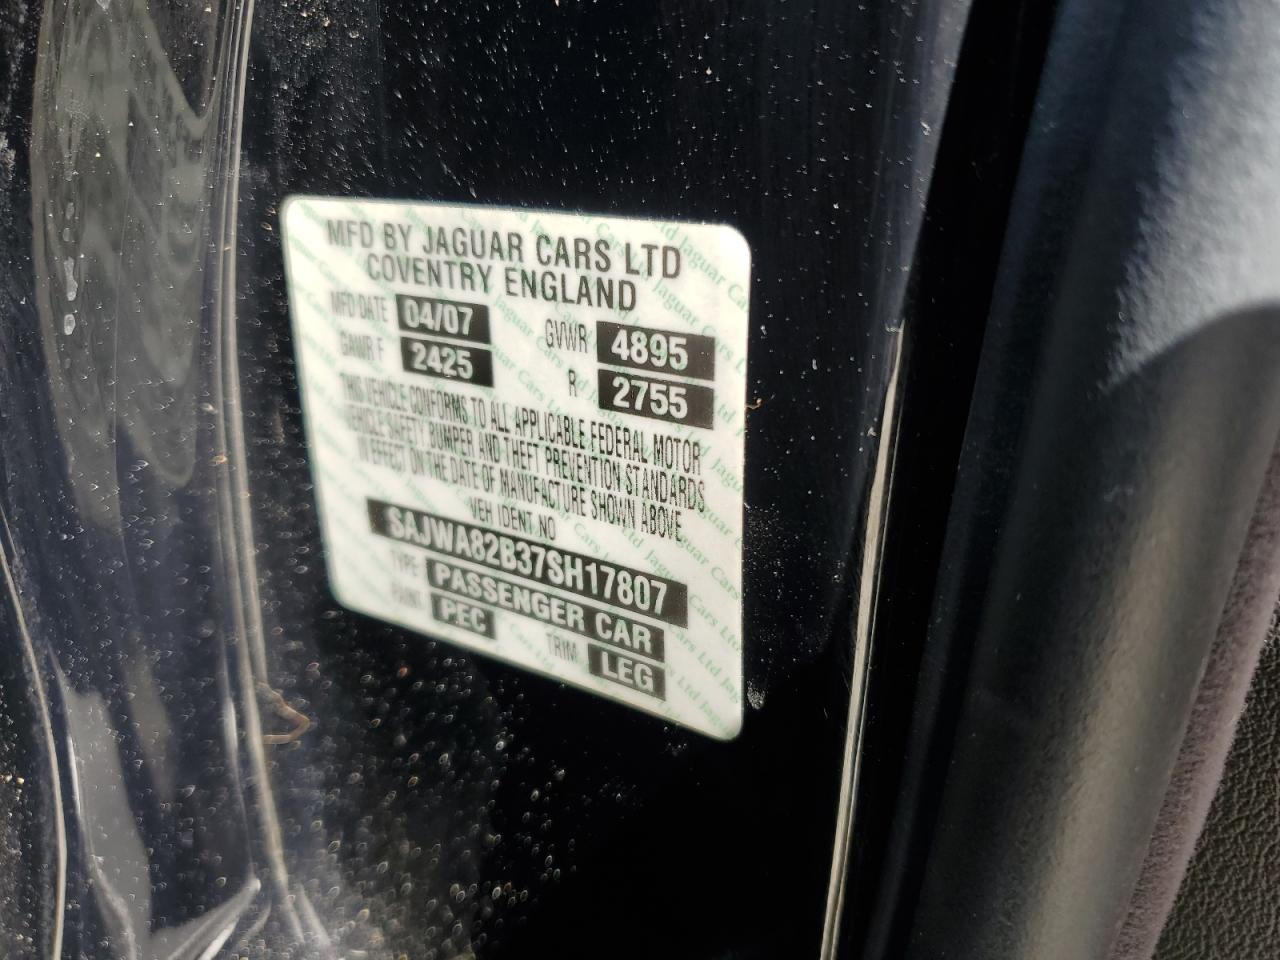 MFD BY JAGUAR CARS LTD
COVENTRY ENGLAND
MFD DATE 04/07 GVWR 4895
GAWR F 2425 R 2755
THIS VEHICLE CONFORMS TO ALL APPLICABLE FEDERAL MOTOR
VEHICLE SAFETY BUMPER AND THEFT PREVENTION STANDARDS
IN EFFECT ON THE DATE OF MANUFACTURE SHOWN ABOVE.
VEH IDENT. NO
SAJWA82B37SH17807
TYPE PASSENGER CAR
PAINT PEC TRIM LEG